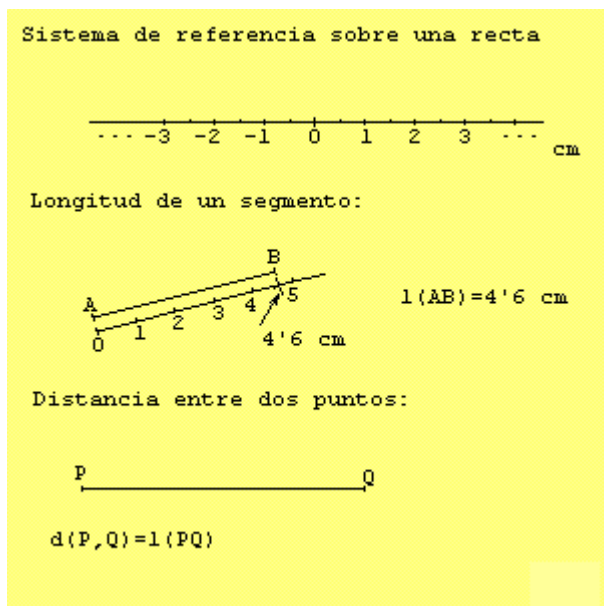 Sistema de referencia sobre una recta
... -3 -2 -1 0 1 2 3 ...
cm
Longitud de un segmento:
B
A
0 1 2 3 4 5
l(AB)=4'6 cm
4'6 cm
Distancia entre dos puntos:
P Q
d(P,Q)=l(PQ)